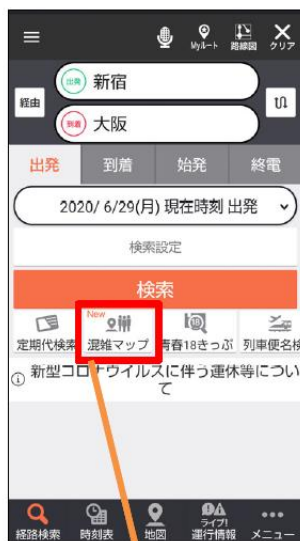 Myルート
路線図
クリア
出発
新宿
経由
到着
大阪
出発
到着
始発
終電
2020/ 6/29(月) 現在時刻 出発
検索設定
検索
New
定期代検索
混雑マップ
青春18きっぷ
列車便名検
新型コロナウイルスに伴う運休等につい
て
経路検索
時刻表
地図
ライブ!
運行情報
メニュー